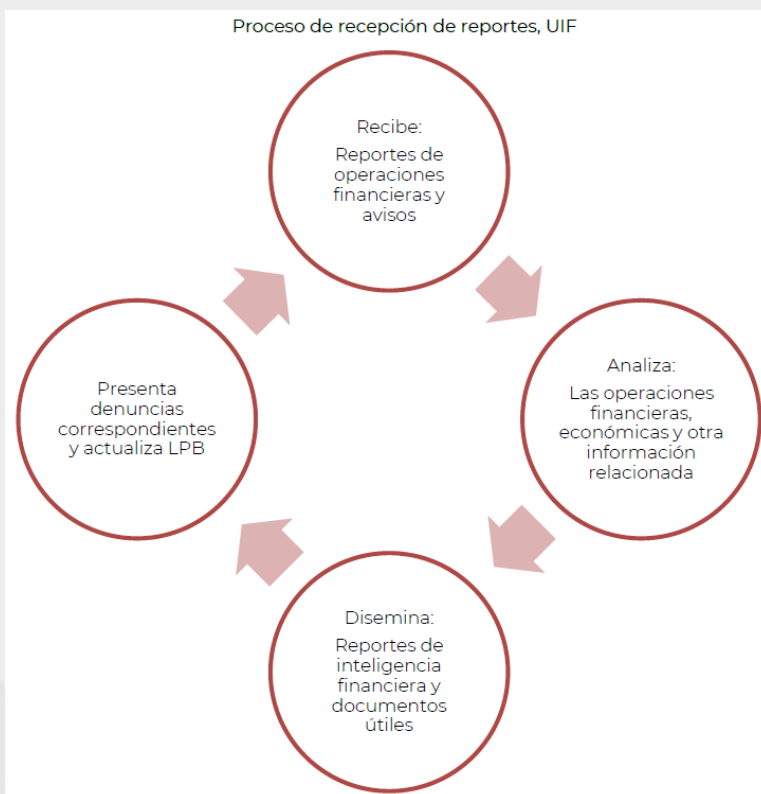 Proceso de recepción de reportes, UIF
Recibe:
Reportes de
operaciones
financieras y
avisos
Analiza:
Las operaciones
financieras,
económicas y otra
información
relacionada
Disemina:
Reportes de
inteligencia
financiera y
documentos
útiles
Presenta
denuncias
correspondientes
y actualiza LPB